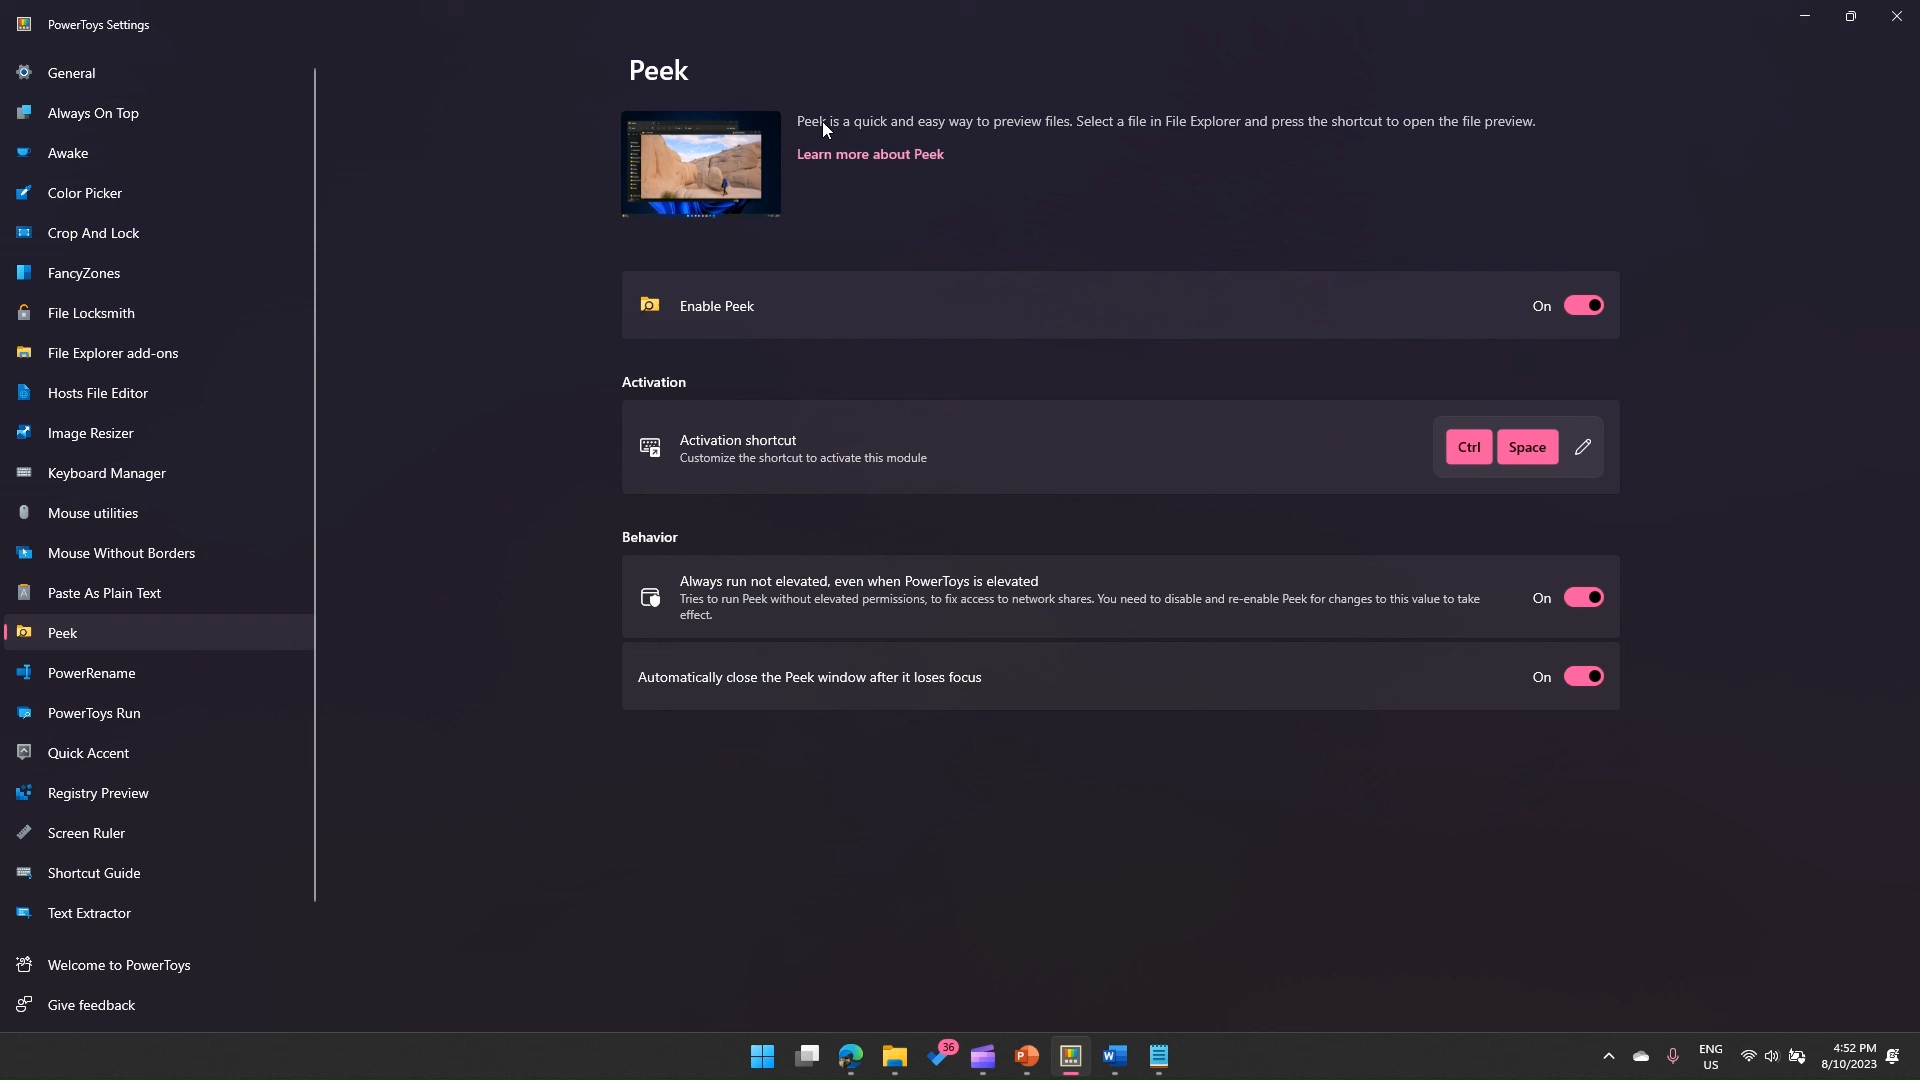 PowerToys Settings
General
Always On Top
Awake
Color Picker
Crop And Lock
FancyZones
File Locksmith
File Explorer add-ons
Hosts File Editor
Image Resizer
Keyboard Manager
Mouse utilities
Mouse Without Borders
Paste As Plain Text
Peek
PowerRename
PowerToys Run
Quick Accent
Registry Preview
Screen Ruler
Shortcut Guide
Text Extractor
Welcome to PowerToys
Give feedback
Peek
Peek is a quick and easy way to preview files. Select a file in File Explorer and press the shortcut to open the file preview.
Learn more about Peek
Enable Peek
On
Activation
Activation shortcut
Customize the shortcut to activate this module
Ctrl Space
Behavior
Always run not elevated, even when PowerToys is elevated
Tries to run Peek without elevated permissions, to fix access to network shares. You need to disable and re-enable Peek for changes to this value to take
effect.
On
Automatically close the Peek window after it loses focus
On
36
ENG
US
4:52 PM
8/10/2023